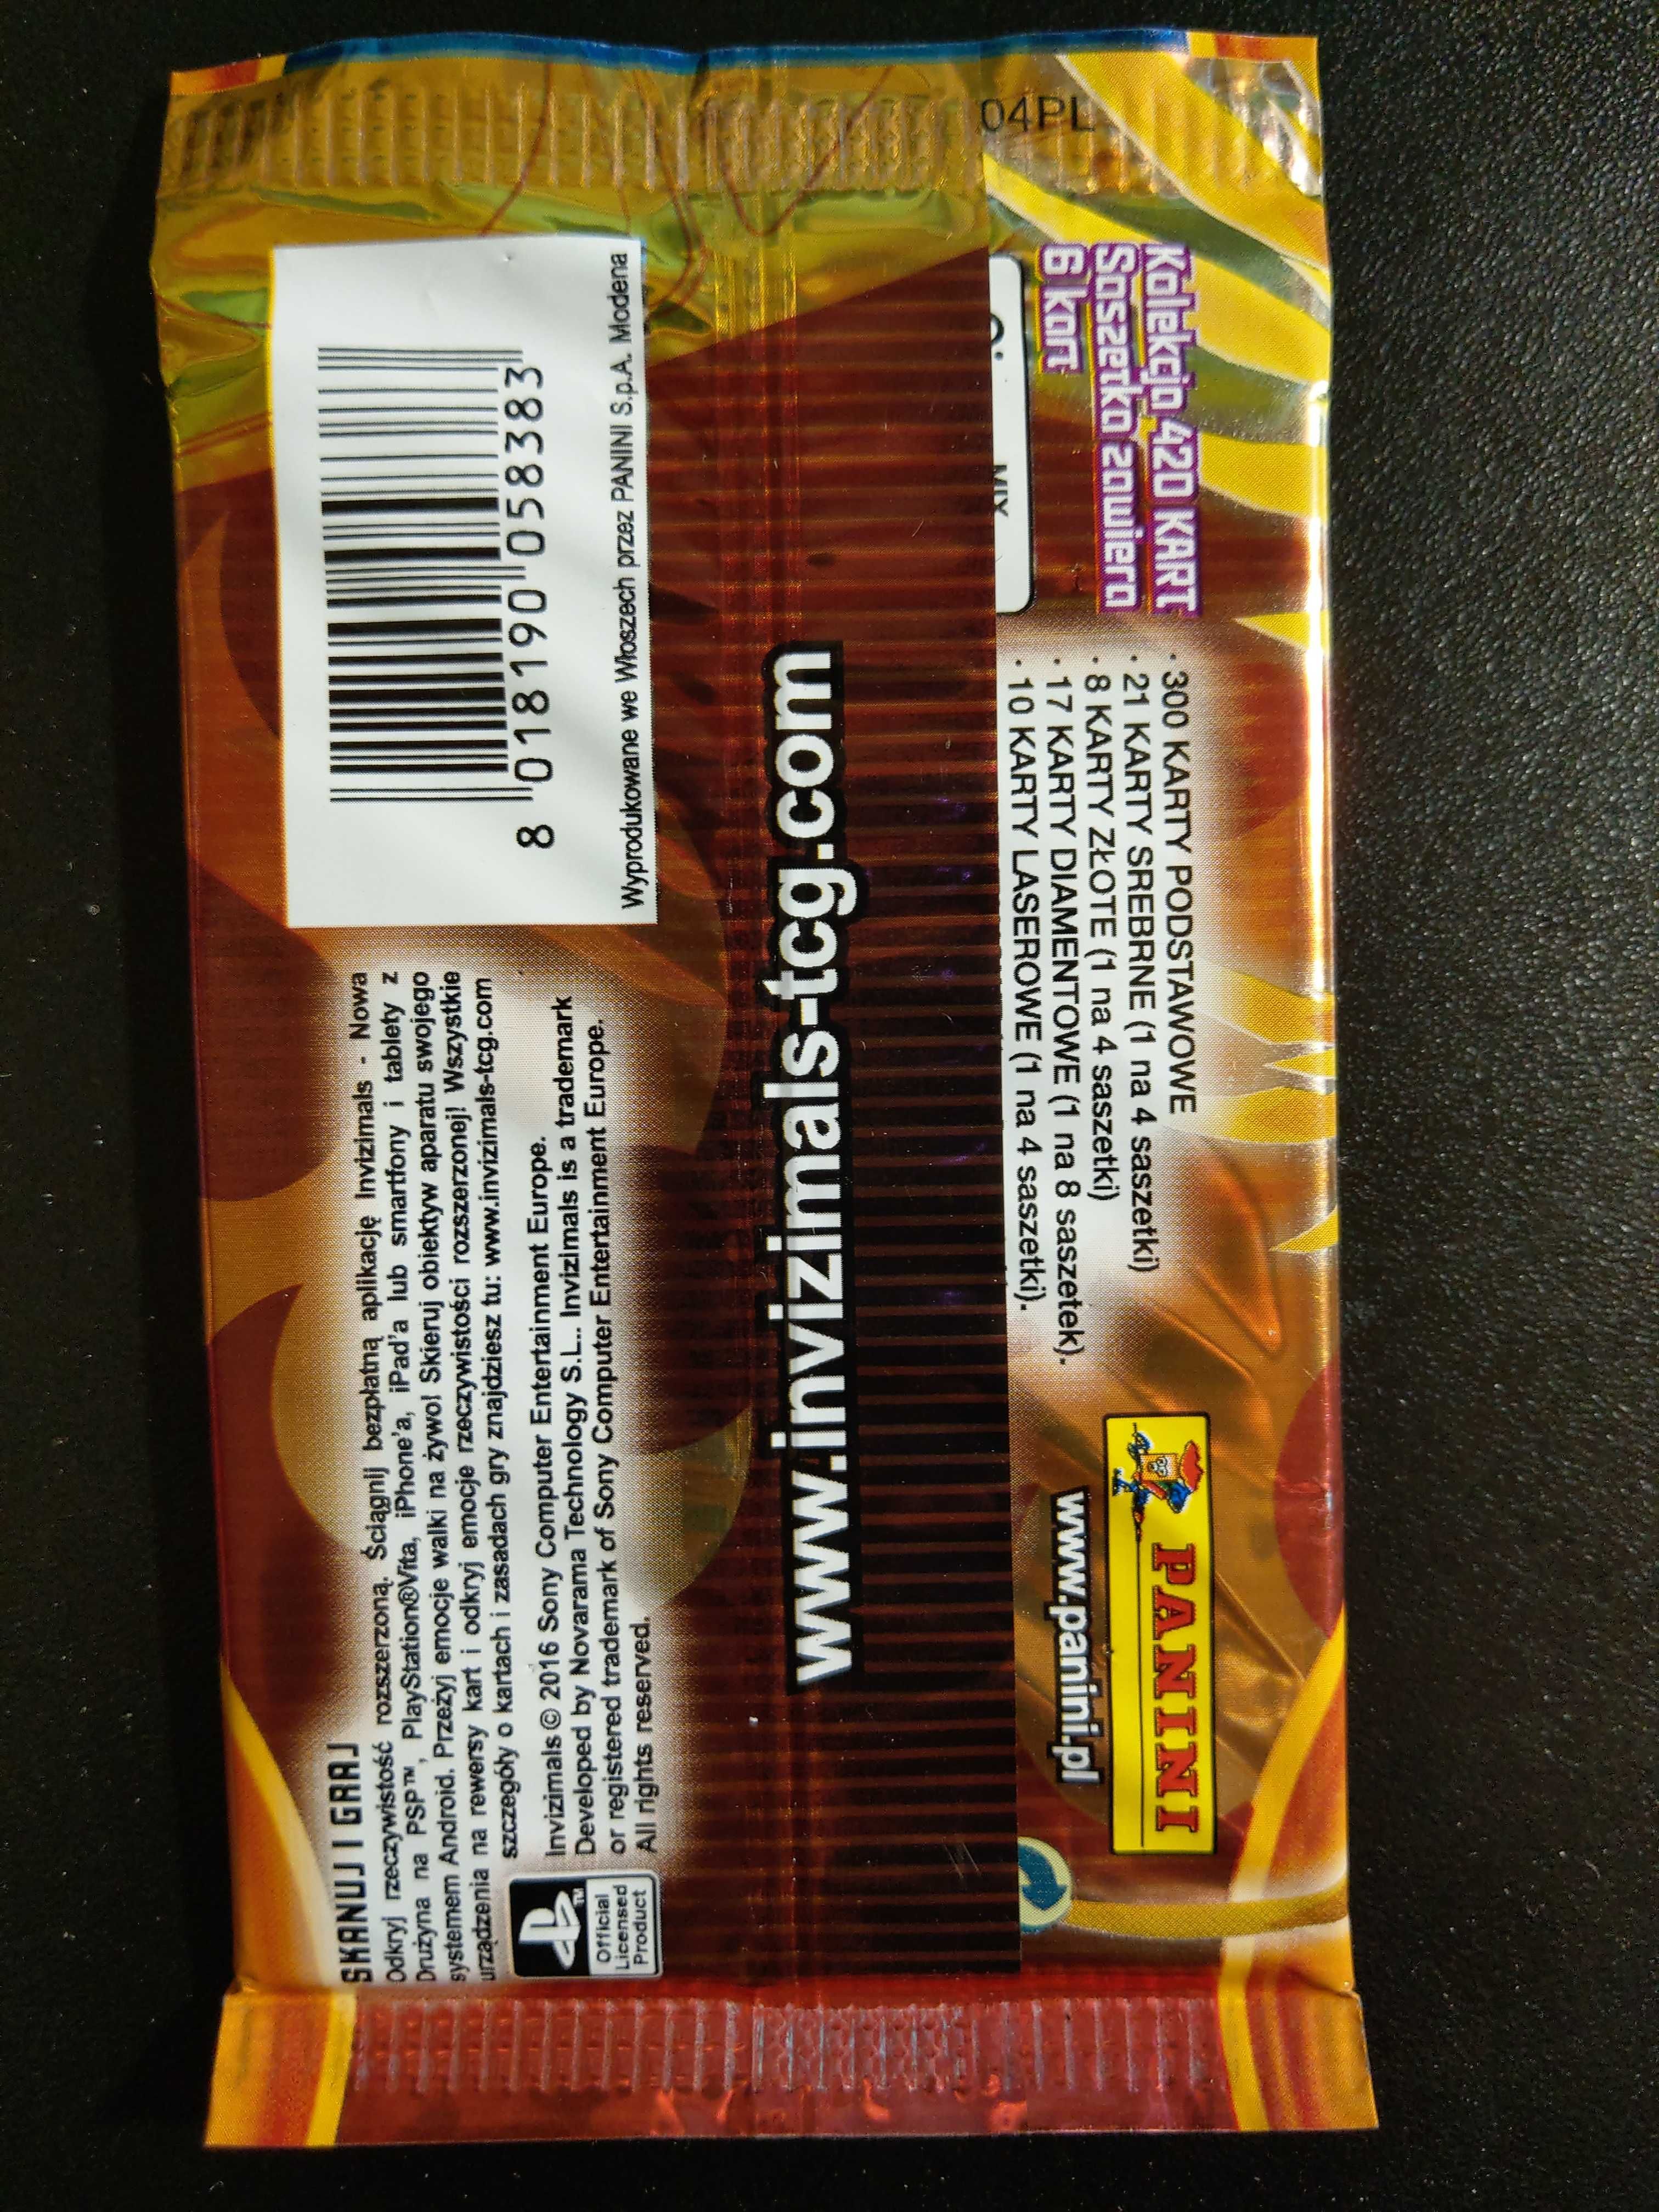 04PL
Kolekcja 420 KART
Saszetka zawiera
6 kart
MIX
· 300 KARTY PODSTAWOWE
· 21 KARTY SREBRNE (1 na 4 saszetki)
· 8 KARTY ZŁOTE (1 na 4 saszetki)
· 17 KARTY DIAMENTOWE (1 na 8 saszetek).
· 10 KARTY LASEROWE (1 na 4 saszetki).
PANINI
www.panini.pl
www.invizimals-tcg.com
SKANUJ I GRAJ
Odkryj rzeczywistość rozszerzoną. Ściągnij bezpłatną aplikację Invizimals - Nowa
Drużyna na PSP™, PlayStation®Vita, iPhone'a, iPad'a lub smartfony i tablety z
systemem Android. Przeżyj emocje walki na żywo! Skieruj obiektyw aparatu swojego
urządzenia na rewersy kart i odkryj emocje rzeczywistości rozszerzonej! Wszystkie
szczegóły o kartach i zasadach gry znajdziesz tu: www.invizimals-tcg.com
Invizimals © 2016 Sony Computer Entertainment Europe.
Developed by Novarama Technology S.L.. Invizimals is a trademark
or registered trademark of Sony Computer Entertainment Europe.
All rights reserved.
Official
Licensed
Product
8 018190 058383
Wyprodukowane we Włoszech przez PANINI S.p.A. Modena